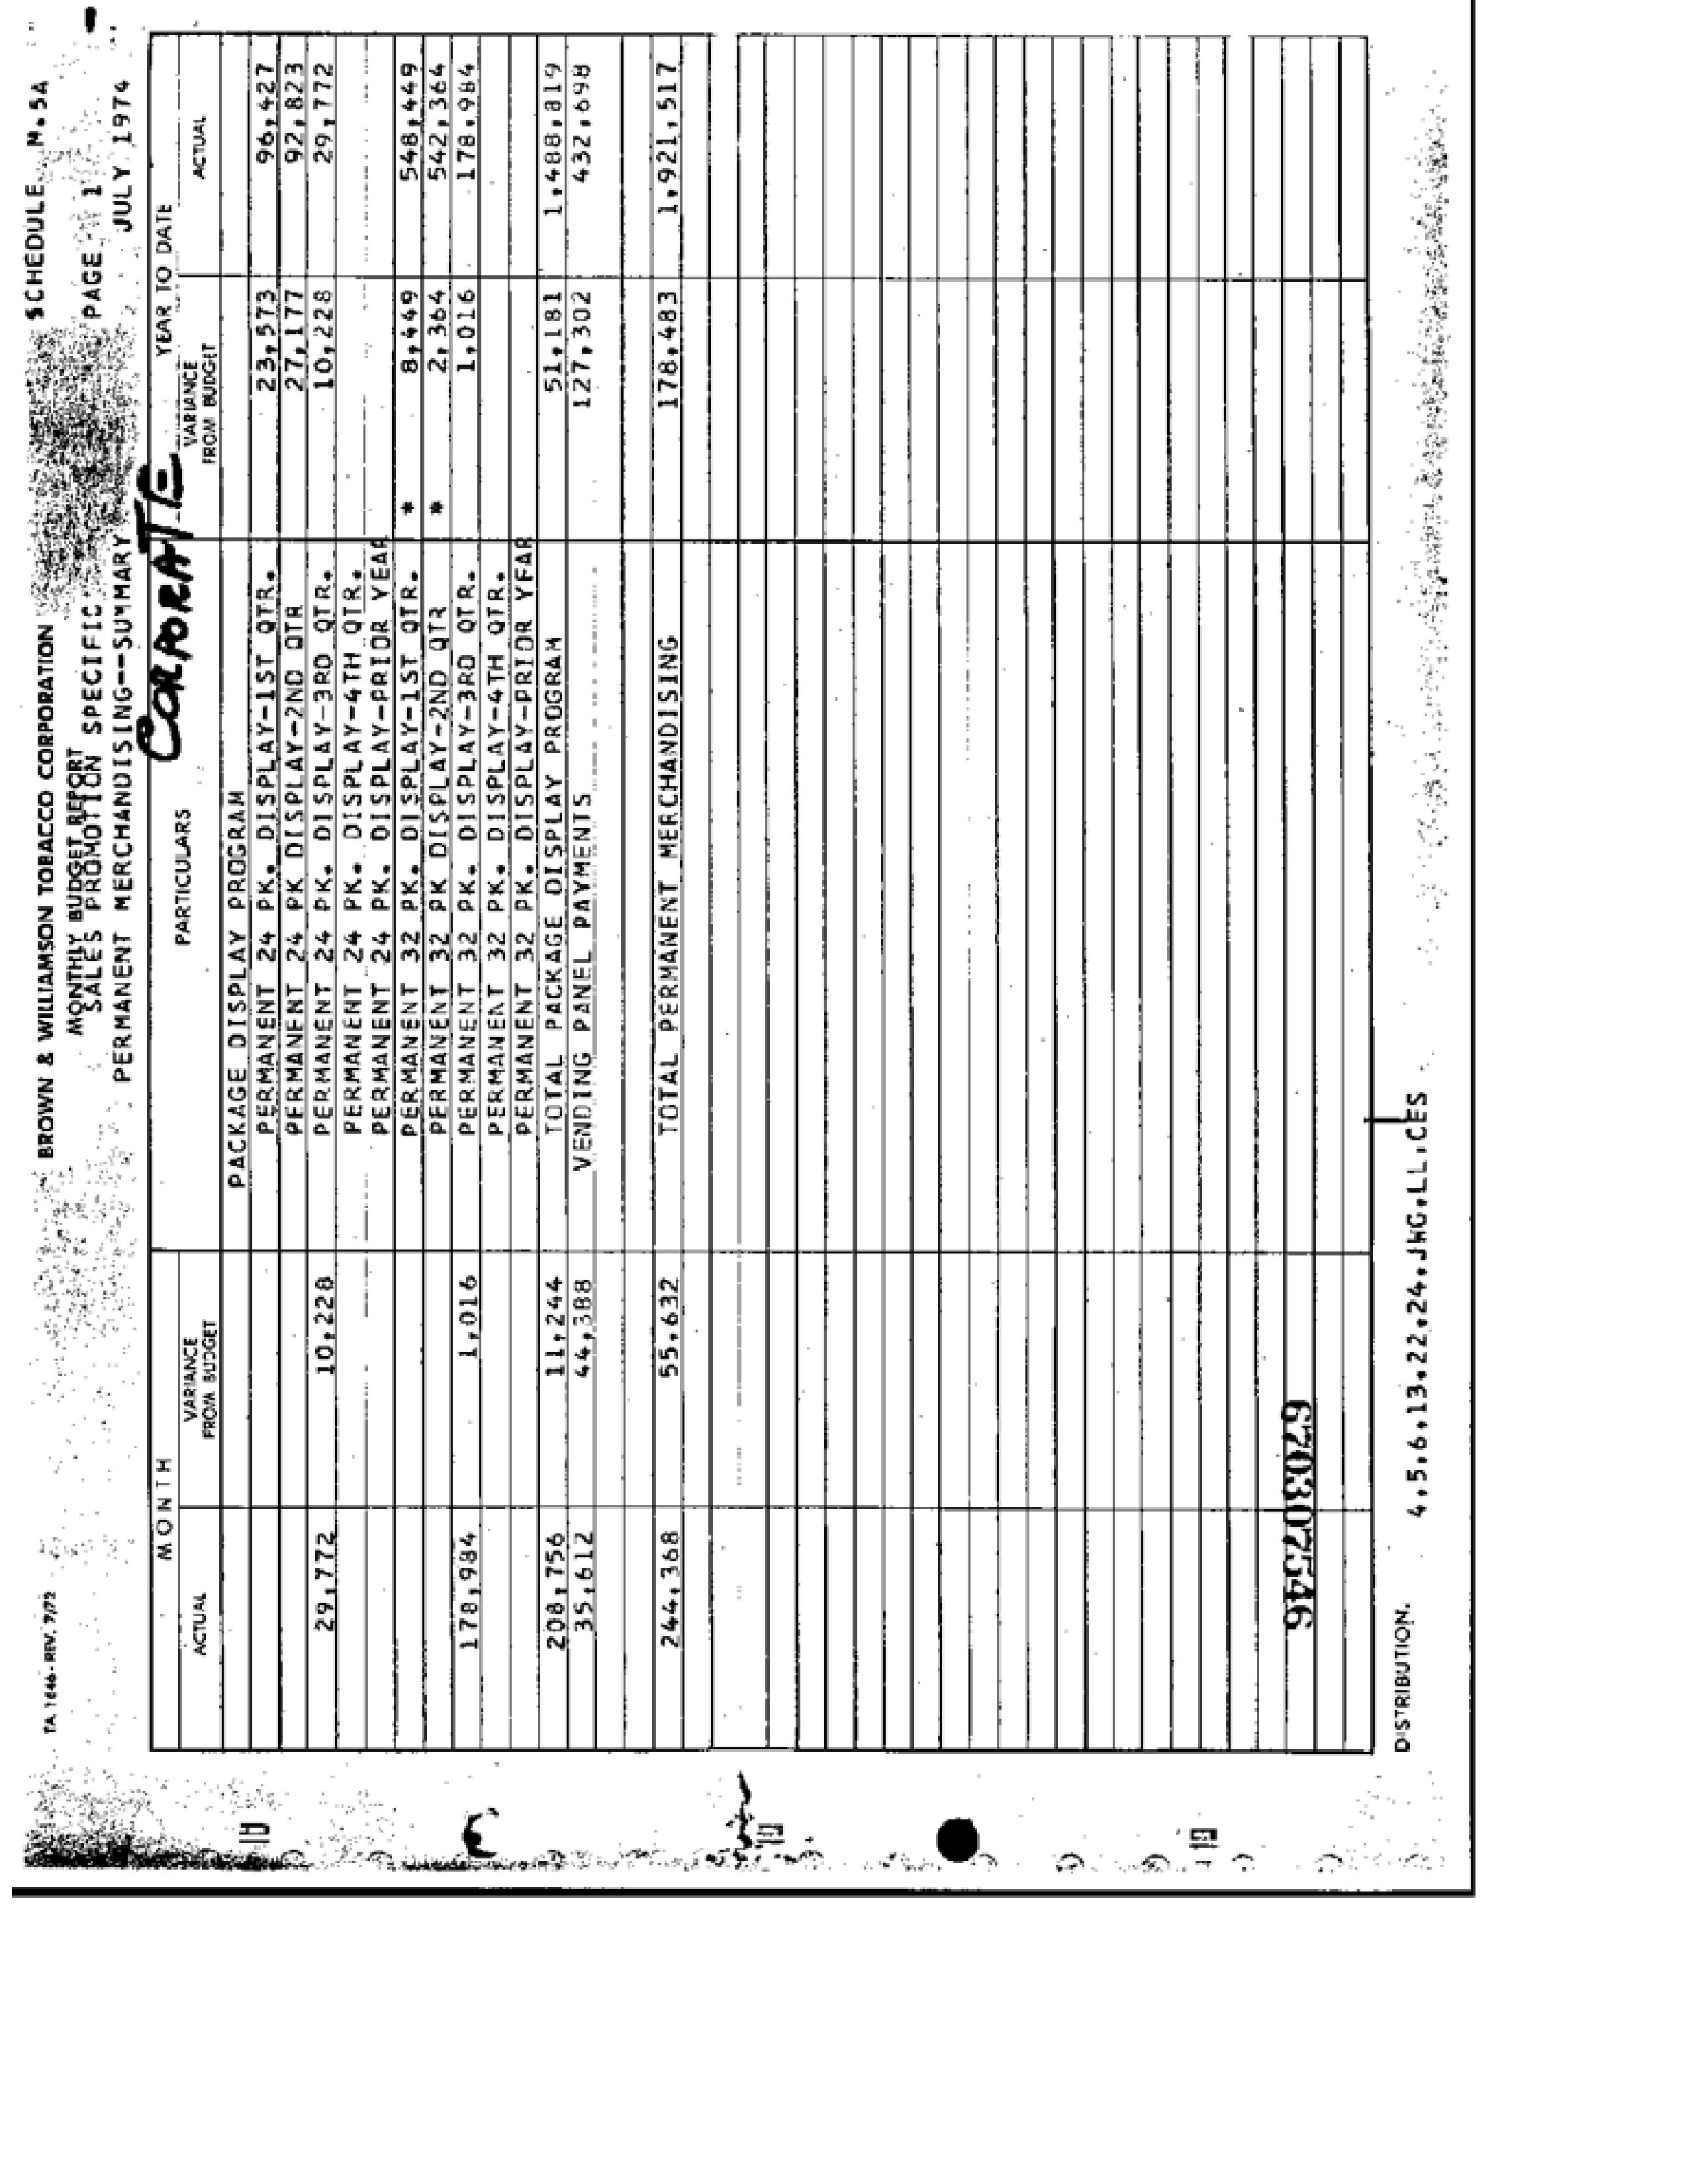 TA 1646- REV. 7/72 BROWN & WILLIAMSON TOBACCO CORPORATION SCHEDULE M.5A
MONTHLY BUDGET REPORT
SALES PROMOTION SPECIFIC PAGE 1
PERMANENT MERCHANDISING--SUMMARY JULY 1974
CORPORATE
MONTH PARTICULARS YEAR TO DATE
ACTUAL VARIANCE FROM BUDGET VARIANCE FROM BUDGET ACTUAL
PACKAGE DISPLAY PROGRAM
PERMANENT 24 PK. DISPLAY-1ST QTR. 23,573 96,427
PERMANENT 24 PK DISPLAY-2ND QTR 27,177 92,823
29,772 10,228 PERMANENT 24 PK. DISPLAY-3RD QTR. 10,228 29,772
PERMANENT 24 PK. DISPLAY-4TH QTR.
PERMANENT 24 PK. DISPLAY-PRIOR YEAR
PERMANENT 32 PK. DISPLAY-1ST QTR. * 8,449 548,449
PERMANENT 32 PK DISPLAY-2ND QTR * 2,364 542,364
178,984 1,016 PERMANENT 32 PK. DISPLAY-3RD QTR. 1,016 178,984
PERMANENT 32 PK. DISPLAY-4TH QTR.
PERMANENT 32 PK. DISPLAY-PRIOR YEAR
208,756 11,244 TOTAL PACKAGE DISPLAY PROGRAM 51,181 1,488,819
35,612 44,388 VENDING PANEL PAYMENTS 127,302 432,698
244,368 55,632 TOTAL PERMANENT MERCHANDISING 178,483 1,921,517
670307546
DISTRIBUTION. 4,5,6,13,22,24,JWG,LL,CES